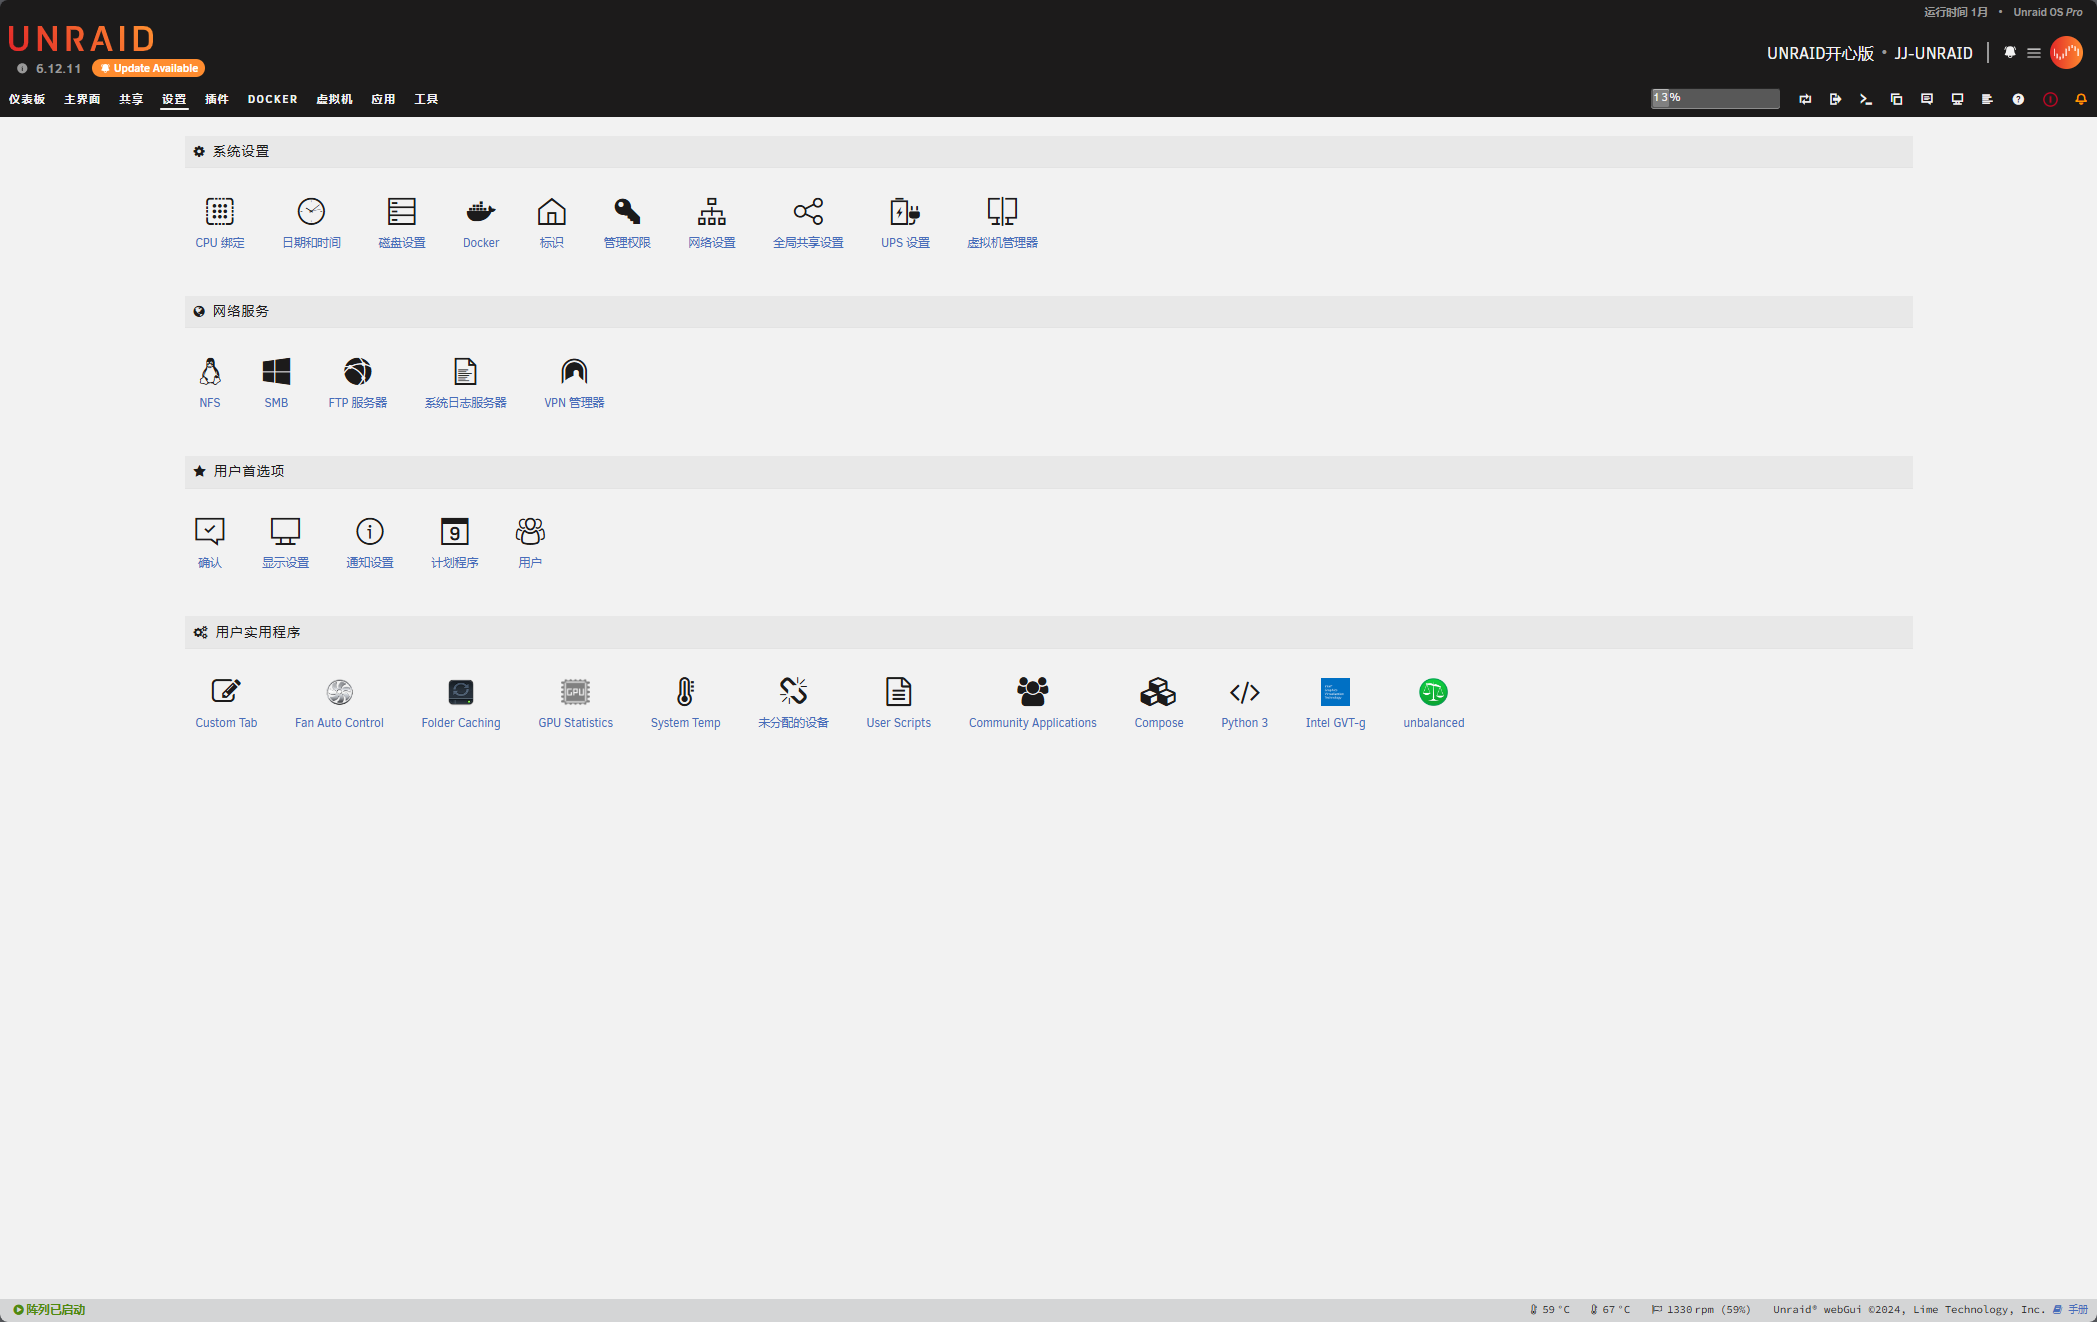 运行时间 1月 • Unraid OS Pro
UNRAID
UNRAID开心版 • JJ-UNRAID
6.12.11 Update Available
仪表板 主界面 共享 设置 插件 DOCKER 虚拟机 应用 工具 13%
系统设置
CPU 绑定 日期和时间 磁盘设置 Docker 标识 管理权限 网络设置 全局共享设置 UPS 设置 虚拟机管理器
网络服务
NFS SMB FTP 服务器 系统日志服务器 VPN 管理器
用户首选项
9
确认 显示设置 通知设置 计划程序 用户
用户实用程序
GPU
Custom Tab Fan Auto Control Folder Caching GPU Statistics System Temp 未分配的设备 User Scripts Community Applications Compose Python 3 Intel GVT-g unbalanced
阵列已启动 59 °C 67 °C 1330 rpm (59%) Unraid® webGui ©2024, Lime Technology, Inc. 手册